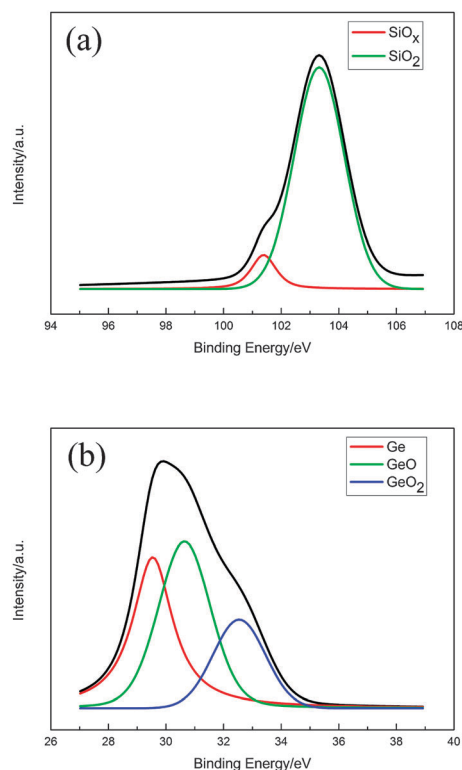 (a)
SiOₓ
SiO₂
Intensity/a.u.
94 96 98 100 102 104 106 108
Binding Energy/eV
(b)
Ge
GeO
GeO₂
Intensity/a.u.
26 28 30 32 34 36 38 40
Binding Energy/eV